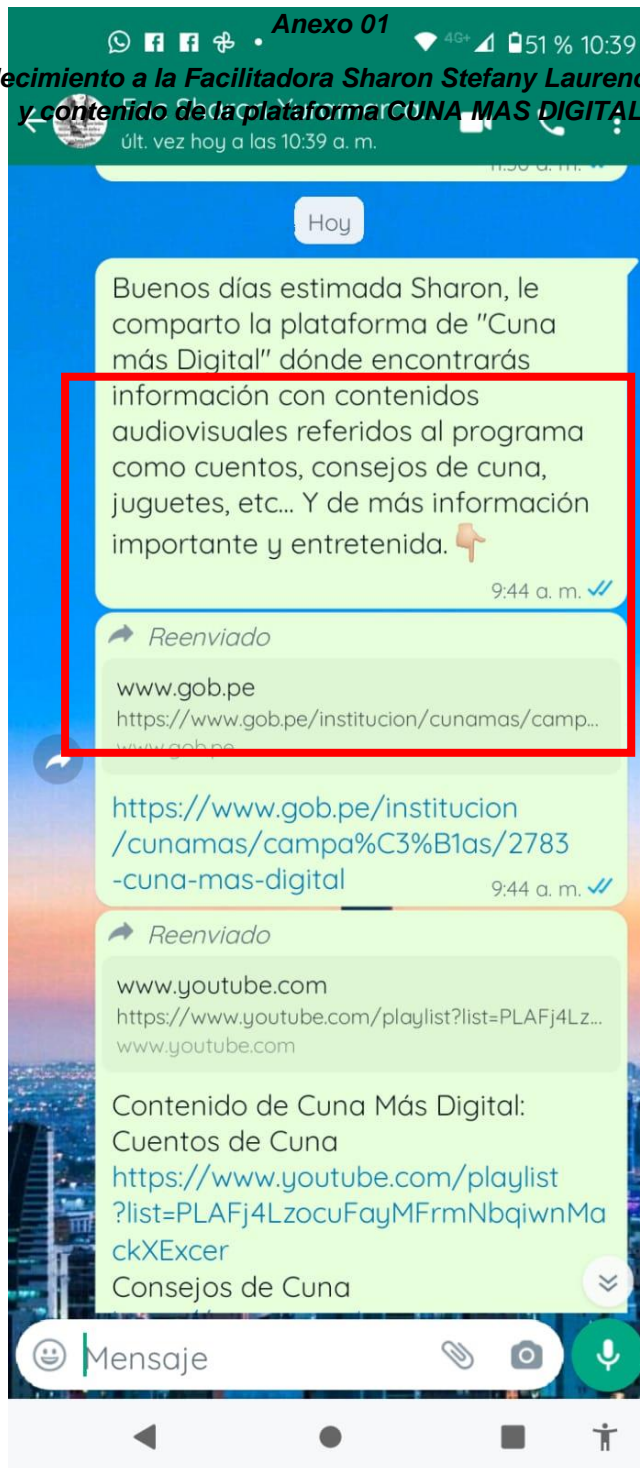 Anexo 01
51 % 10:39
4G+
ecimiento a la Facilitadora Sharon Stefany Laurenc
y contenido de la plataforma CUNA MAS DIGITAL
Sharon
últ. vez hoy a las 10:39 a. m.
Hoy
Buenos días estimada Sharon, le
comparto la plataforma de "Cuna
más Digital" dónde encontrarás
información con contenidos
audiovisuales referidos al programa
como cuentos, consejos de cuna,
juguetes, etc... Y de más información
importante y entretenida.
9:44 a. m.
Reenviado
www.gob.pe
https://www.gob.pe/institucion/cunamas/camp...
www.gob.pe
https://www.gob.pe/institucion
/cunamas/campa%C3%B1as/2783
-cuna-mas-digital
9:44 a. m.
Reenviado
www.youtube.com
https://www.youtube.com/playlist?list=PLAFj4Lz...
www.youtube.com
Contenido de Cuna Más Digital:
Cuentos de Cuna
https://www.youtube.com/playlist
?list=PLAFj4LzocuFayMFrmNbqiwnMa
ckXExcer
Consejos de Cuna
Mensaje